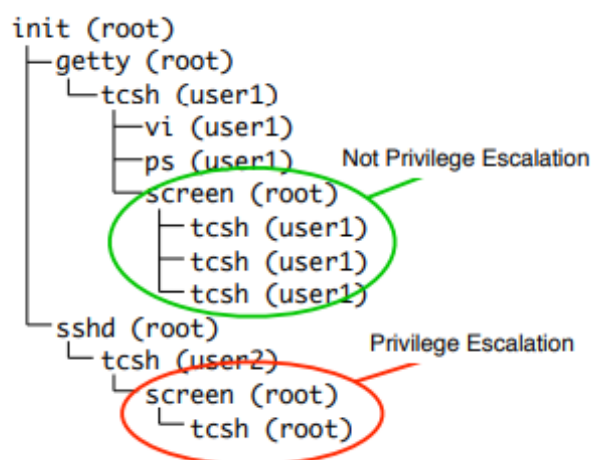 init (root)
getty (root)
tcsh (user1)
vi (user1)
ps (user1)
Not Privilege Escalation
screen (root)
tcsh (user1)
tcsh (user1)
tcsh (user1)
sshd (root)
Privilege Escalation
tcsh (user2)
screen (root)
tcsh (root)